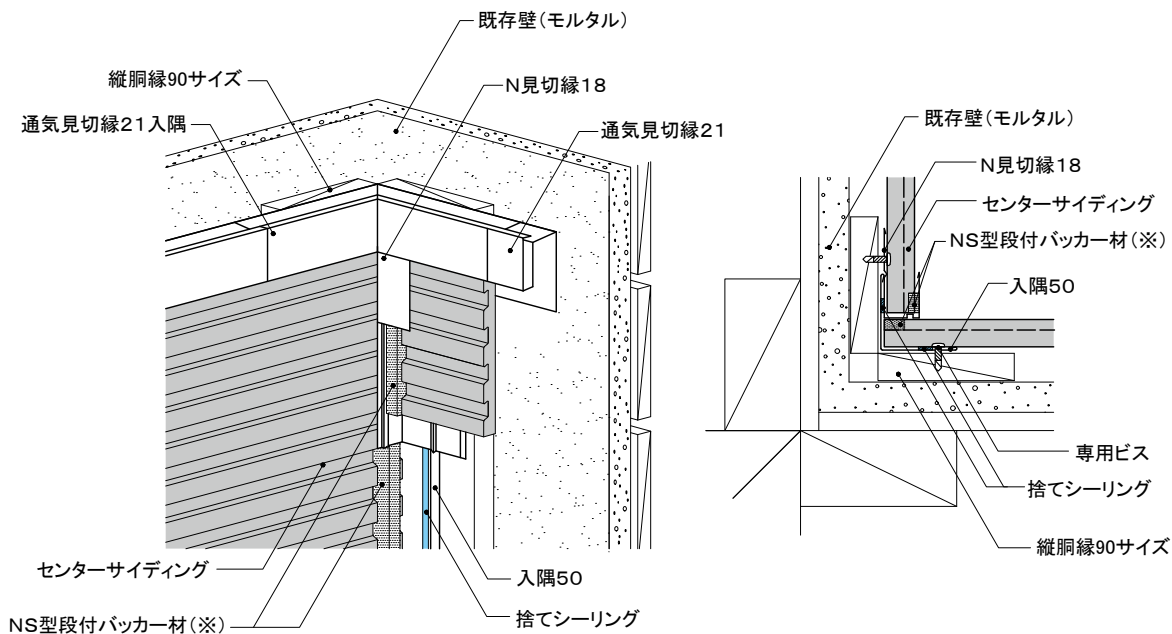 既存壁(モルタル)
縦胴縁90サイズ
N見切縁18
通気見切縁21入隅
通気見切縁21
センターサイディング
入隅50
NS型段付バッカー材(※)
捨てシーリング
既存壁(モルタル)
N見切縁18
センターサイディング
NS型段付バッカー材(※)
入隅50
専用ビス
捨てシーリング
縦胴縁90サイズ